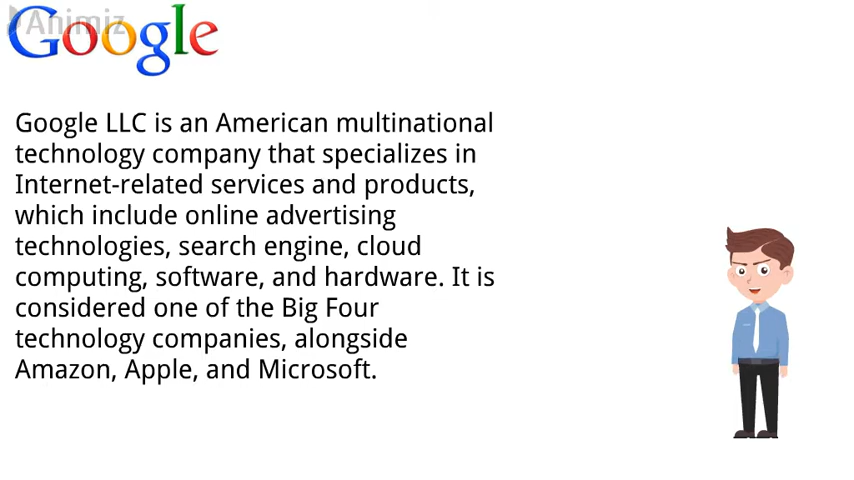 Animiz
Google
Google LLC is an American multinational
technology company that specializes in
Internet-related services and products,
which include online advertising
technologies, search engine, cloud
computing, software, and hardware. It is
considered one of the Big Four
technology companies, alongside
Amazon, Apple, and Microsoft.